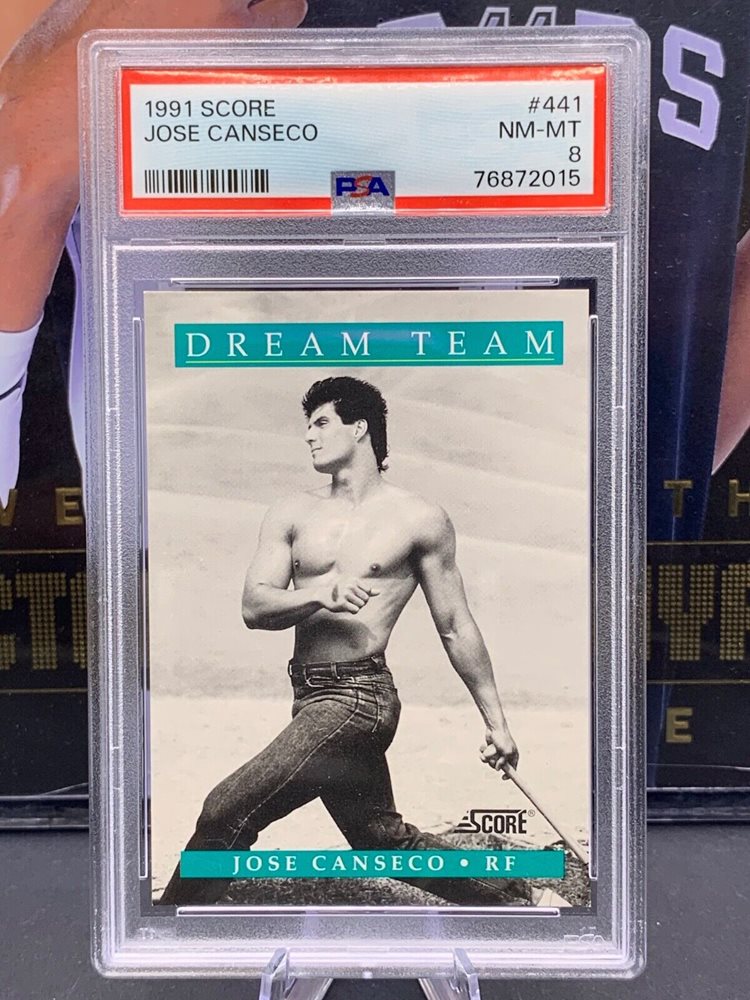 1991 SCORE #441
JOSE CANSECO NM-MT
8
PSA 76872015
DREAM TEAM
SCORE®
JOSE CANSECO • RF